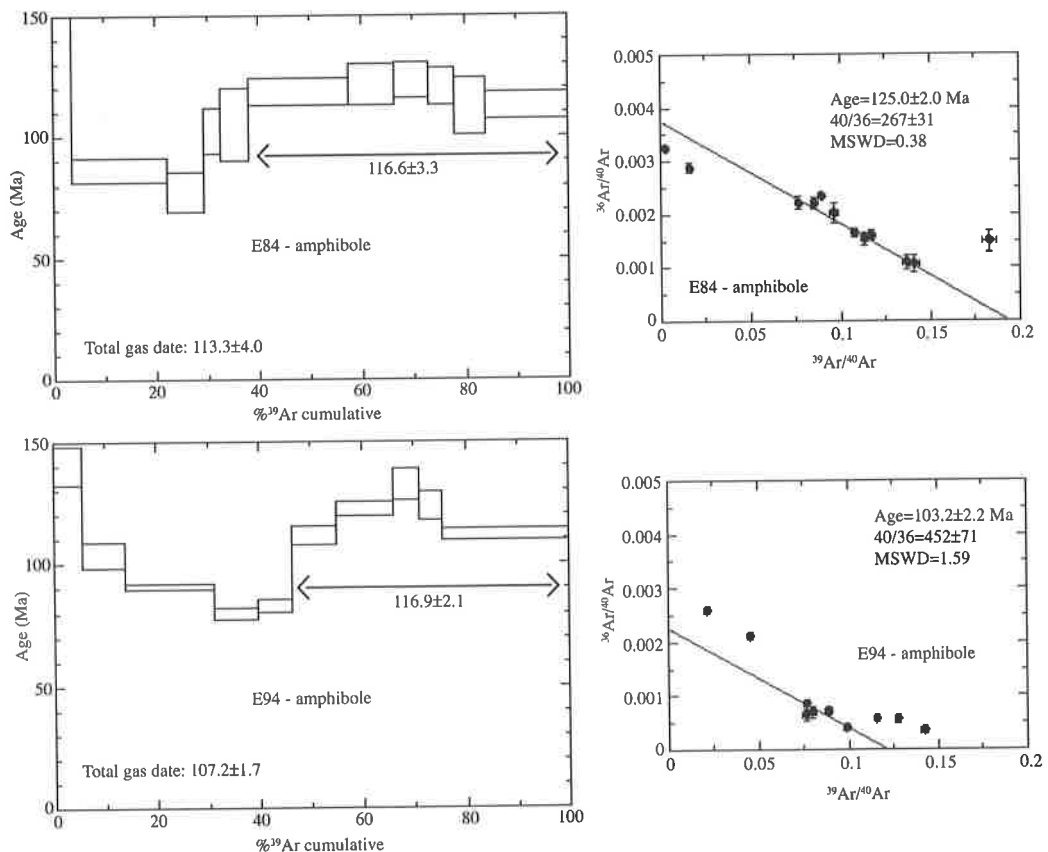 150
100
50
0
Age (Ma)
116.6±3.3
E84 - amphibole
Total gas date: 113.3±4.0
0 20 40 60 80 100
%³⁹Ar cumulative
0.005
0.004
0.003
0.002
0.001
0
³⁶Ar/⁴⁰Ar
Age=125.0±2.0 Ma
40/36=267±31
MSWD=0.38
E84 - amphibole
0 0.05 0.1 0.15 0.2
³⁹Ar/⁴⁰Ar
150
100
50
0
Age (Ma)
116.9±2.1
E94 - amphibole
Total gas date: 107.2±1.7
0 20 40 60 80 100
%³⁹Ar cumulative
0.005
0.004
0.003
0.002
0.001
0
³⁶Ar/⁴⁰Ar
Age=103.2±2.2 Ma
40/36=452±71
MSWD=1.59
E94 - amphibole
0 0.05 0.1 0.15 0.2
³⁹Ar/⁴⁰Ar